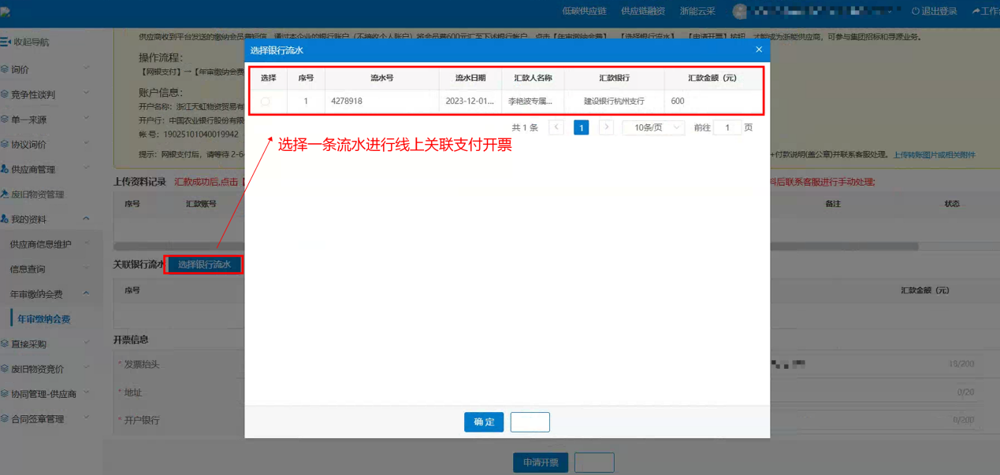 低碳供应链 供应链融资 浙能云采 退出登录 工作
收起导航
询价
竞争性谈判
单一来源
协议询价
供应商管理
废旧物资管理
我的资料
供应商信息维护
信息查询
年审缴纳会费
年审缴纳会费
直接采购
废旧物资竞价
协同管理-供应商
合同签章管理
供应商收到平台发送的缴纳会员费短信，通过本企业的银行账户（不接收个人账户）将会员费600元汇至下述银行帐户，点击【年审缴纳会费】、【选择银行流水】、【申请开票】按钮，才能成为浙能供应商，可参与集团招标和寻源业务。
操作流程：
【网银支付】—【年审缴纳会费
账户信息：
开户名称：浙江天虹物资贸易有
开户行：中国农业银行股份有限
帐 号：19025101040019942
提示：网银支付后，请等待 2-6
+付款说明(盖公章)并联系客服处理。 上传转账图片或相关附件
上传资料记录 汇款成功后,点击【
料后联系客服进行手动处理;
序号 汇款账号 备注 状态
关联银行流水 选择银行流水
序号 汇款金额（元）
开票信息
* 发票抬头 19/200
* 地址 0/20
* 开户银行 0/200
申请开票
选择银行流水 ×
选择 序号 流水号 流水日期 汇款人名称 汇款银行 汇款金额（元）
1 4278918 2023-12-01... 李艳波专属... 建设银行杭州支行 600
共 1 条 < 1 > 10条/页 前往 1 页
选择一条流水进行线上关联支付开票
确 定